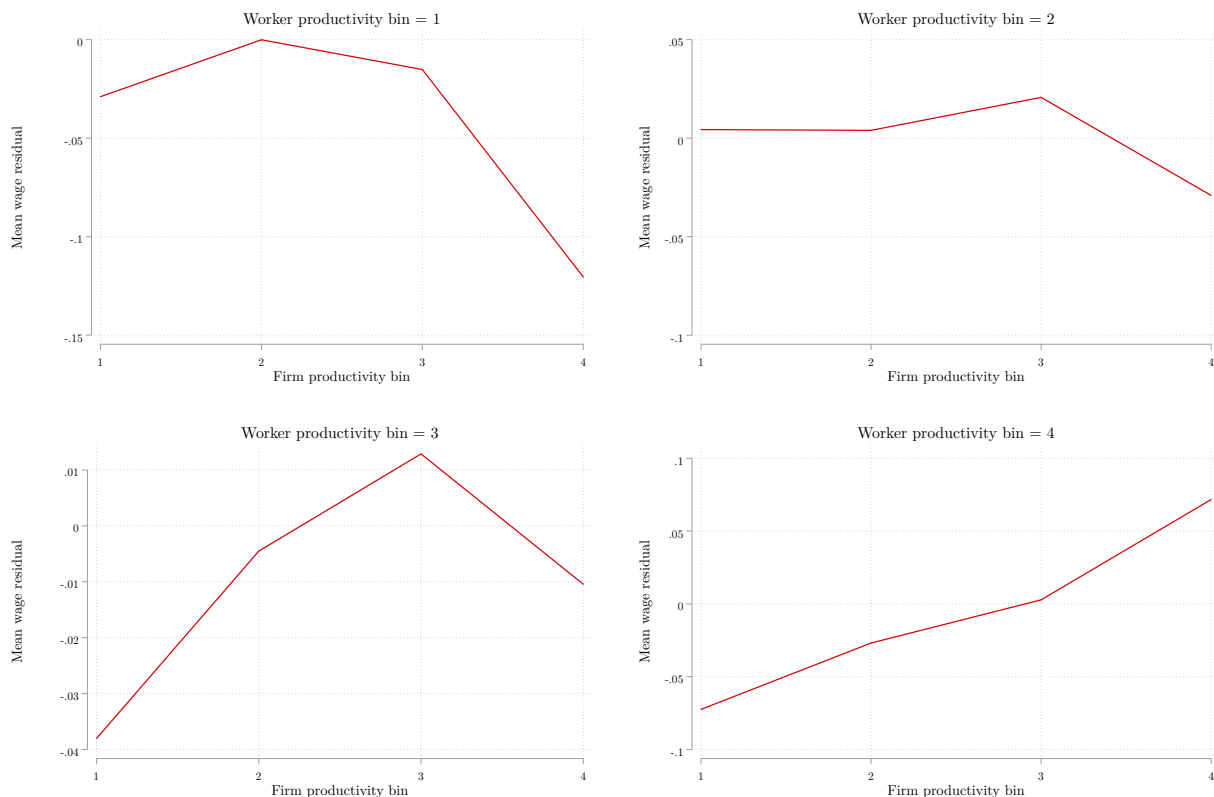 Worker productivity bin = 1
0
-.05
-.1
-.15
Mean wage residual
1 2 3 4
Firm productivity bin
Worker productivity bin = 2
.05
0
-.05
-.1
Mean wage residual
1 2 3 4
Firm productivity bin
Worker productivity bin = 3
.01
0
-.01
-.02
-.03
-.04
Mean wage residual
1 2 3 4
Firm productivity bin
Worker productivity bin = 4
.1
.05
0
-.05
-.1
Mean wage residual
1 2 3 4
Firm productivity bin